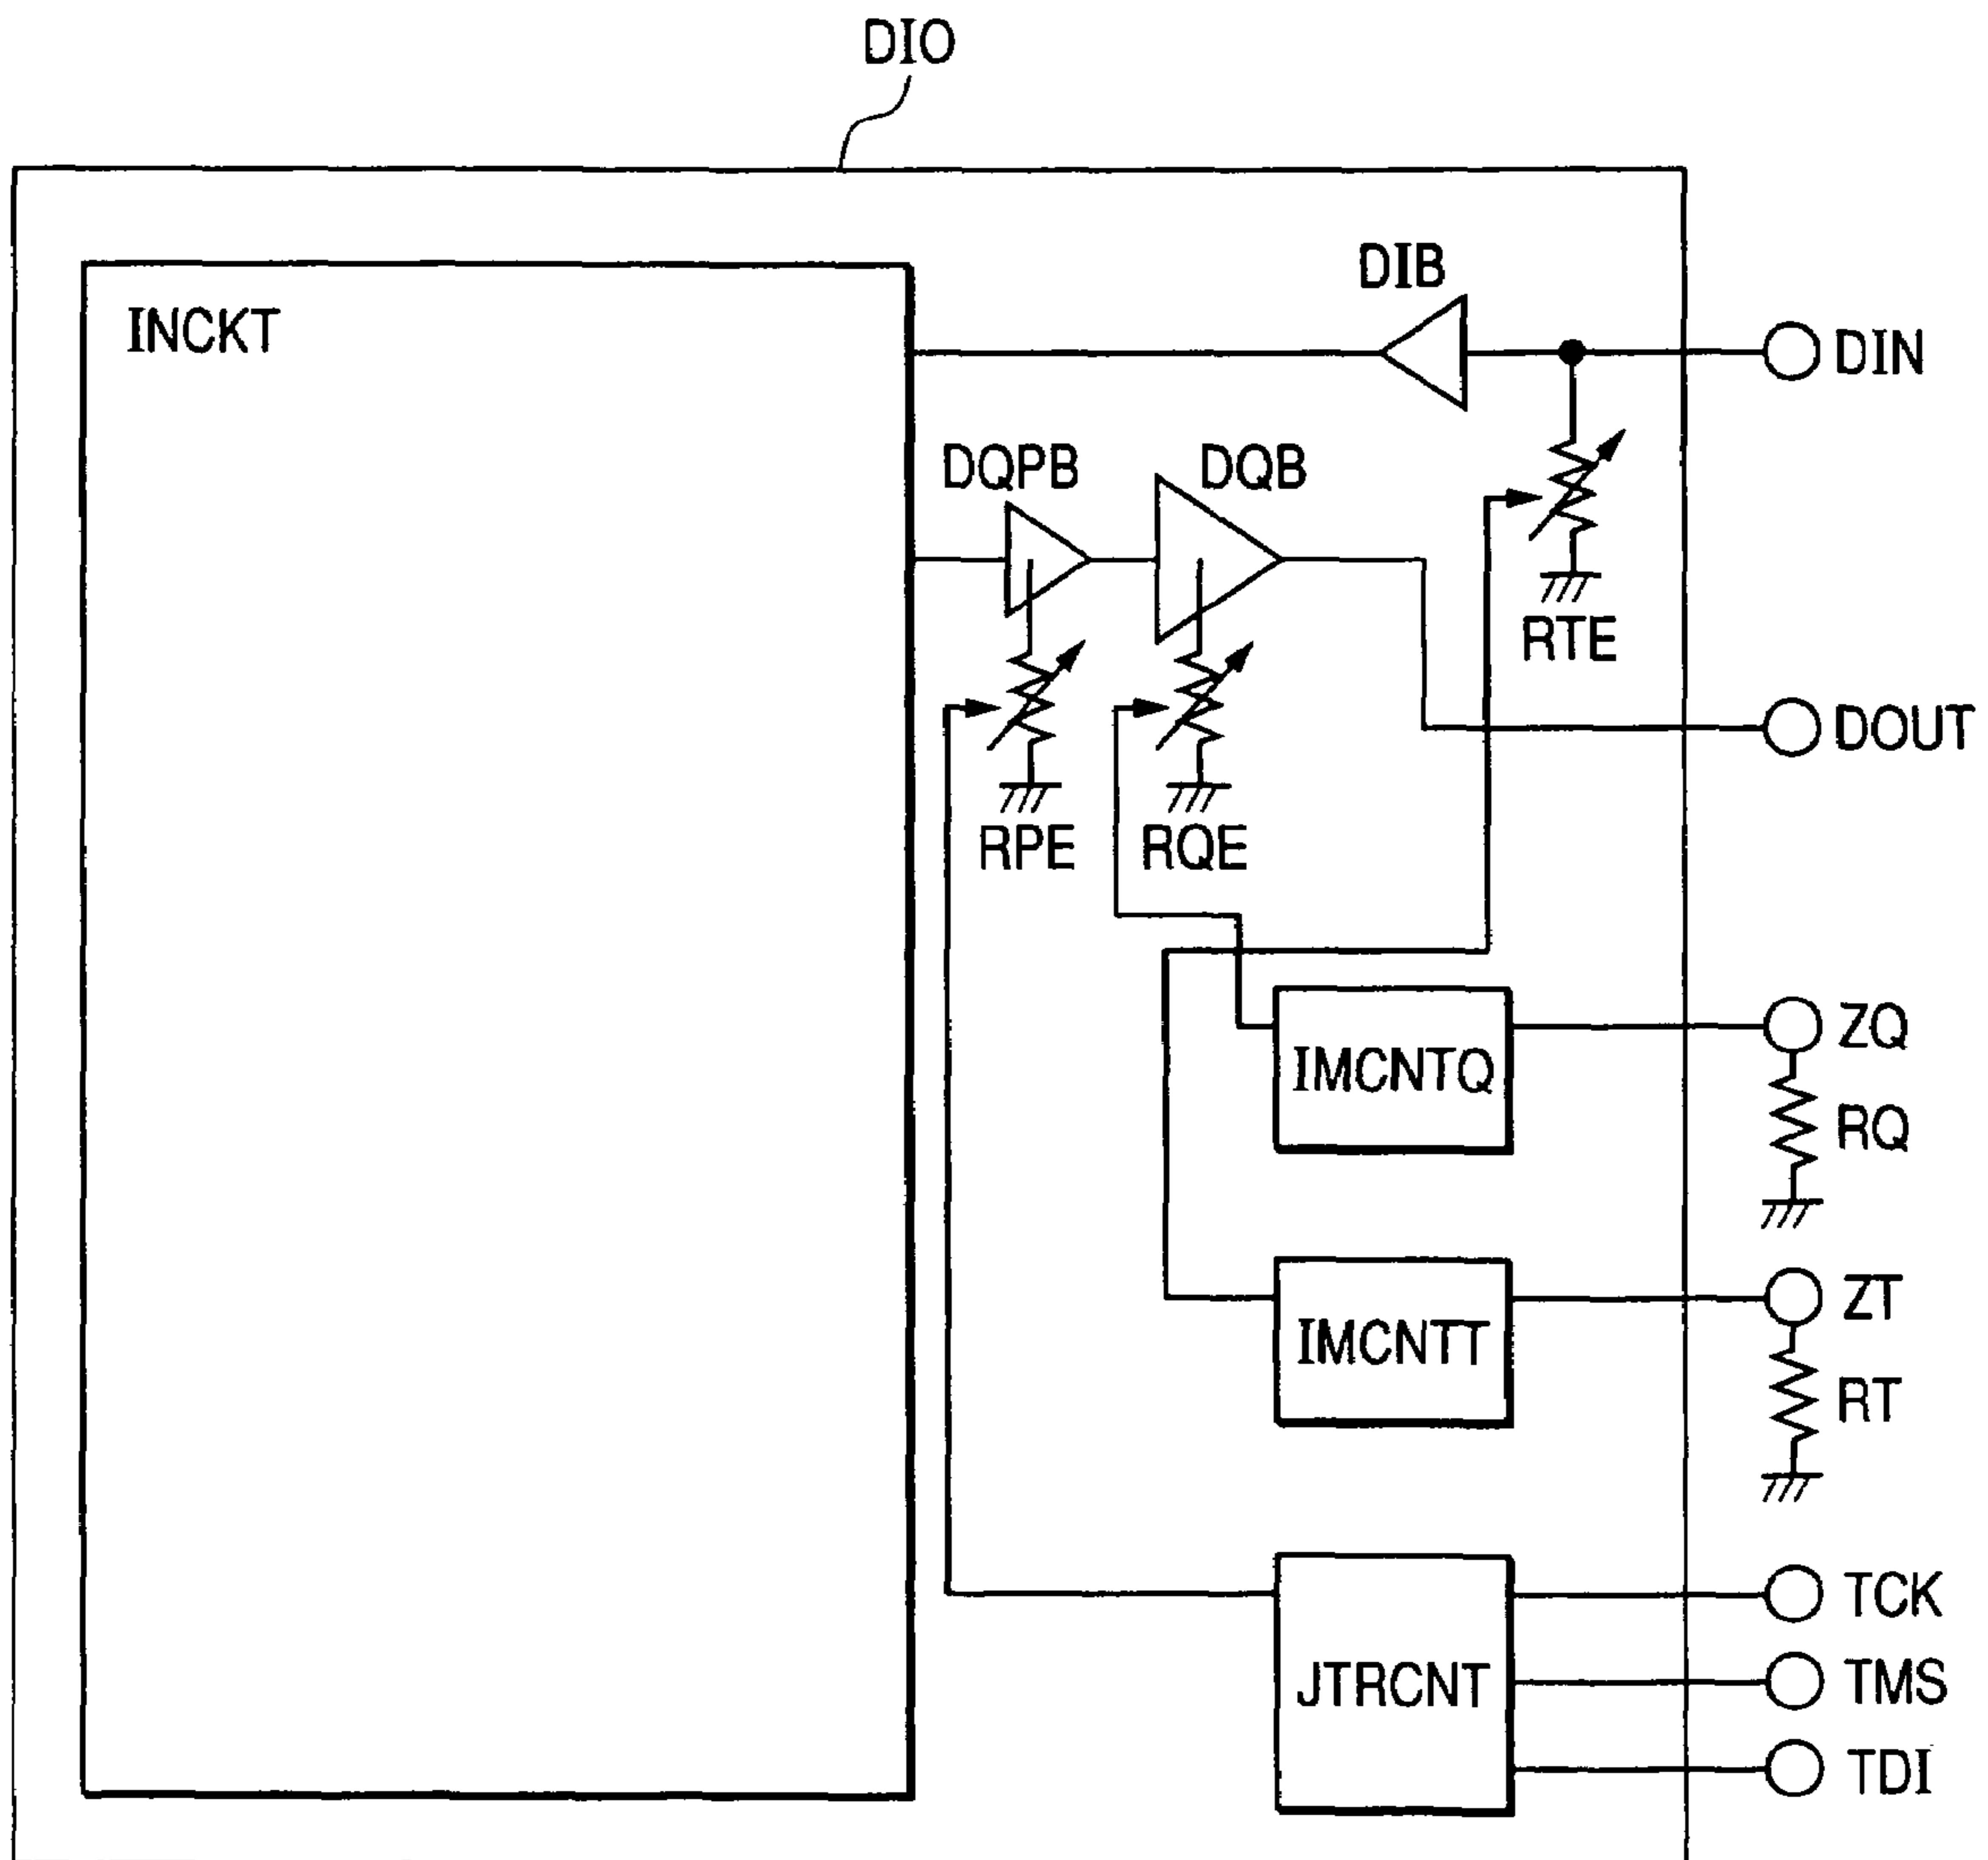 DIO
INCKT
DIB
DIN
DQPB
DQB
RTE
DOUT
RPE
RQE
IMCNTQ
ZQ
RQ
IMCNTT
ZT
RT
JTRCNT
TCK
TMS
TDI